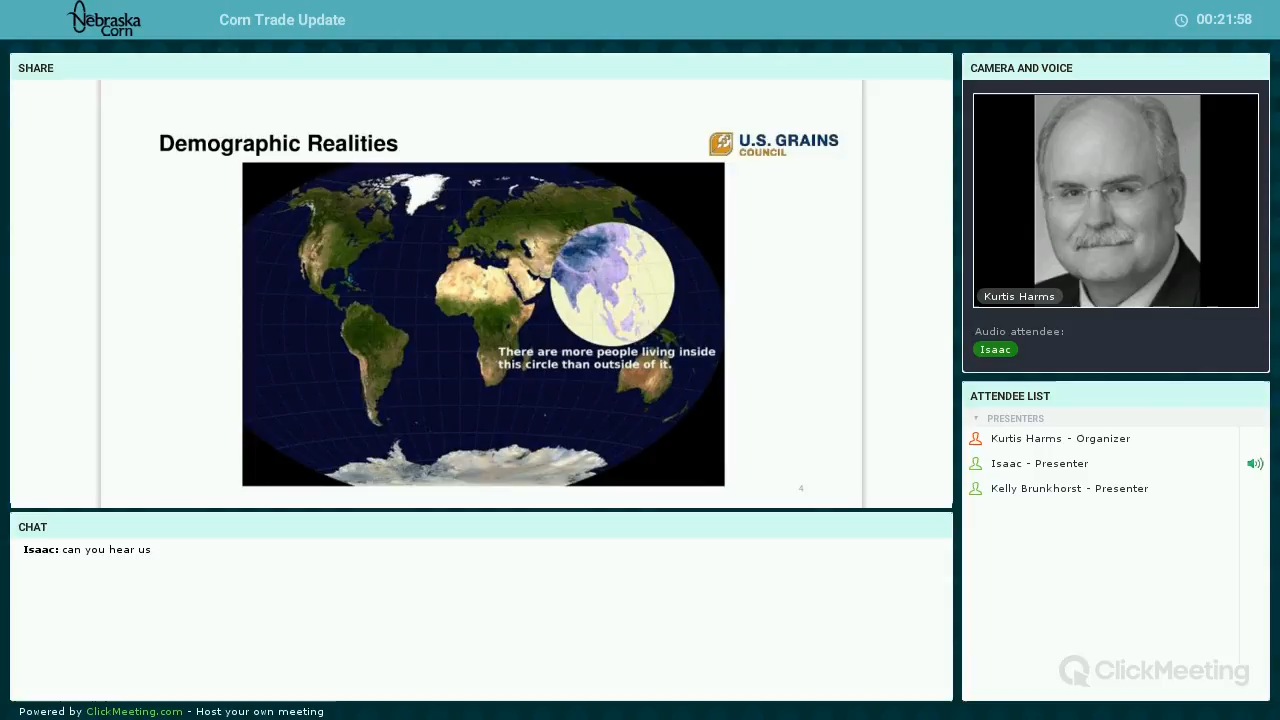 Nebraska
Corn
Corn Trade Update
00:21:58
SHARE
Demographic Realities
U.S. GRAINS
COUNCIL
There are more people living inside
this circle than outside of it.
4
CAMERA AND VOICE
Kurtis Harms
Audio attendee:
Isaac
ATTENDEE LIST
PRESENTERS
Kurtis Harms - Organizer
Isaac - Presenter
Kelly Brunkhorst - Presenter
CHAT
Isaac: can you hear us
ClickMeeting
Powered by ClickMeeting.com - Host your own meeting